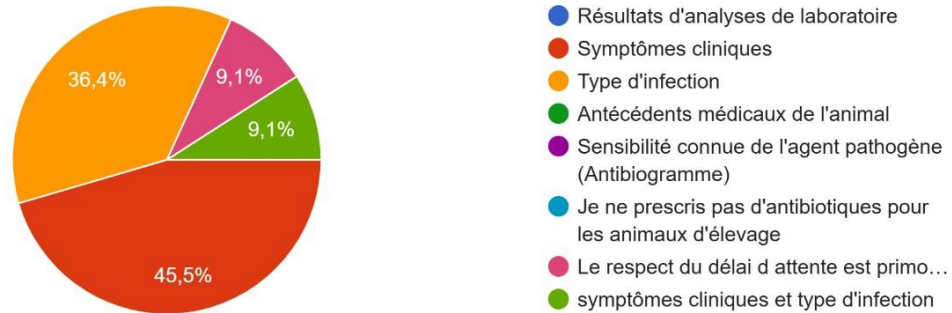 36,4%
9,1%
9,1%
45,5%
Résultats d'analyses de laboratoire
Symptômes cliniques
Type d'infection
Antécédents médicaux de l'animal
Sensibilité connue de l'agent pathogène
(Antibiogramme)
Je ne prescris pas d'antibiotiques pour
les animaux d'élevage
Le respect du délai d attente est primo…
symptômes cliniques et type d'infection